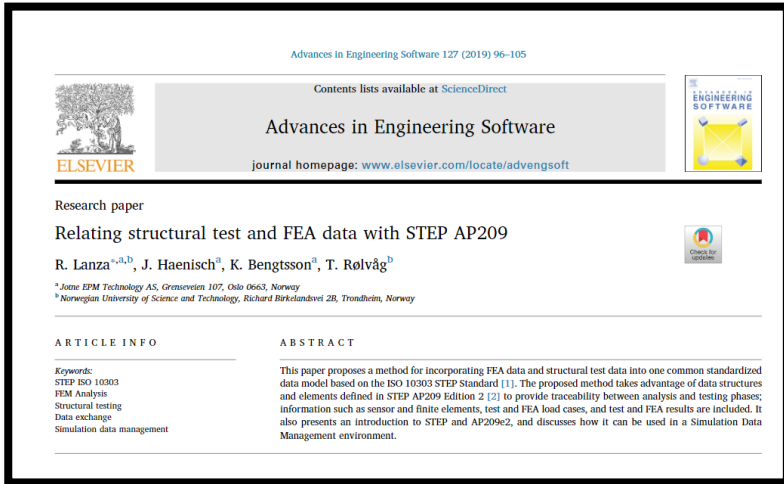 Advances in Engineering Software 127 (2019) 96–105
Contents lists available at ScienceDirect
Advances in Engineering Software
journal homepage: www.elsevier.com/locate/advengsoft
ELSEVIER
ENGINEERING
SOFTWARE
Research paper
Relating structural test and FEA data with STEP AP209
Check for
updates
R. Lanza*,a,b, J. Haenischa, K. Bengtssona, T. Rølvågb
a Jotne EPM Technology AS, Grenseveien 107, Oslo 0663, Norway
b Norwegian University of Science and Technology, Richard Birkelandsvei 2B, Trondheim, Norway
ARTICLE INFO
Keywords:
STEP ISO 10303
FEM Analysis
Structural testing
Data exchange
Simulation data management
ABSTRACT
This paper proposes a method for incorporating FEA data and structural test data into one common standardized
data model based on the ISO 10303 STEP Standard [1]. The proposed method takes advantage of data structures
and elements defined in STEP AP209 Edition 2 [2] to provide traceability between analysis and testing phases;
information such as sensor and finite elements, test and FEA load cases, and test and FEA results are included. It
also presents an introduction to STEP and AP209e2, and discusses how it can be used in a Simulation Data
Management environment.